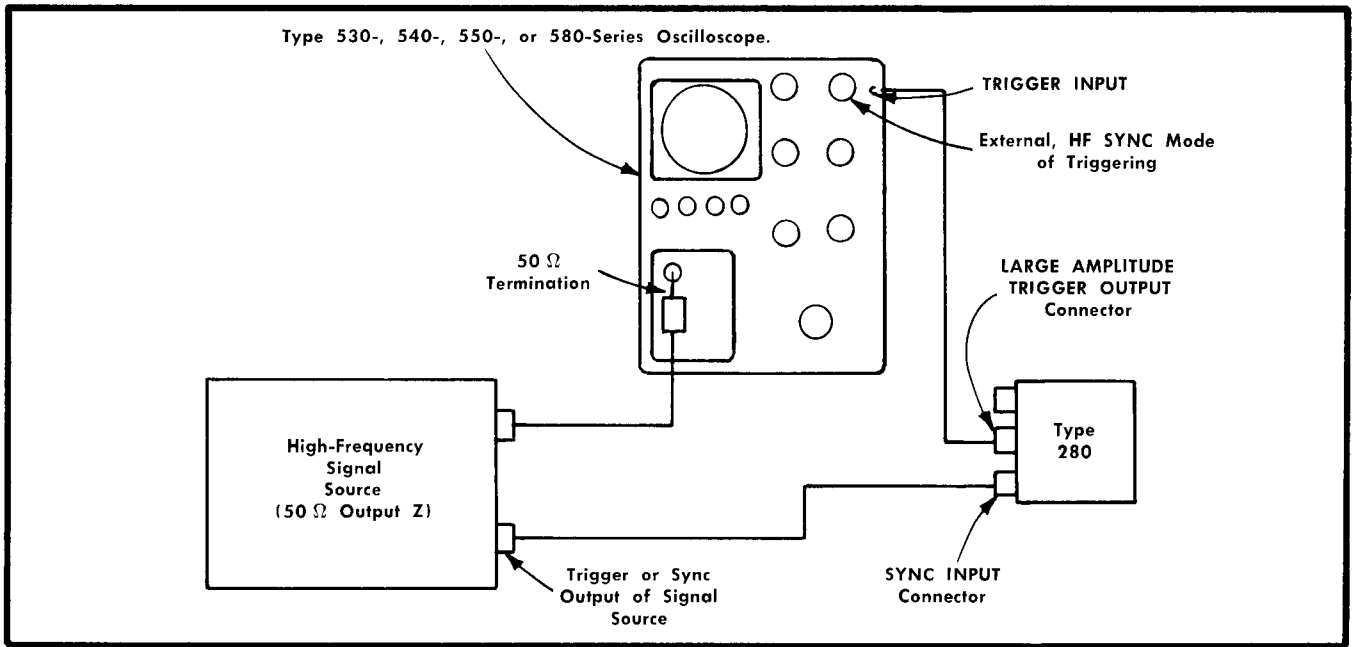 Type 530-, 540-, 550-, or 580-Series Oscilloscope.
TRIGGER INPUT
External, HF SYNC Mode
of Triggering
50 Ω
Termination
LARGE AMPLITUDE
TRIGGER OUTPUT
Connector
High-Frequency
Signal
Source
(50 Ω Output Z)
Type
280
Trigger or Sync
Output of Signal
Source
SYNC INPUT
Connector